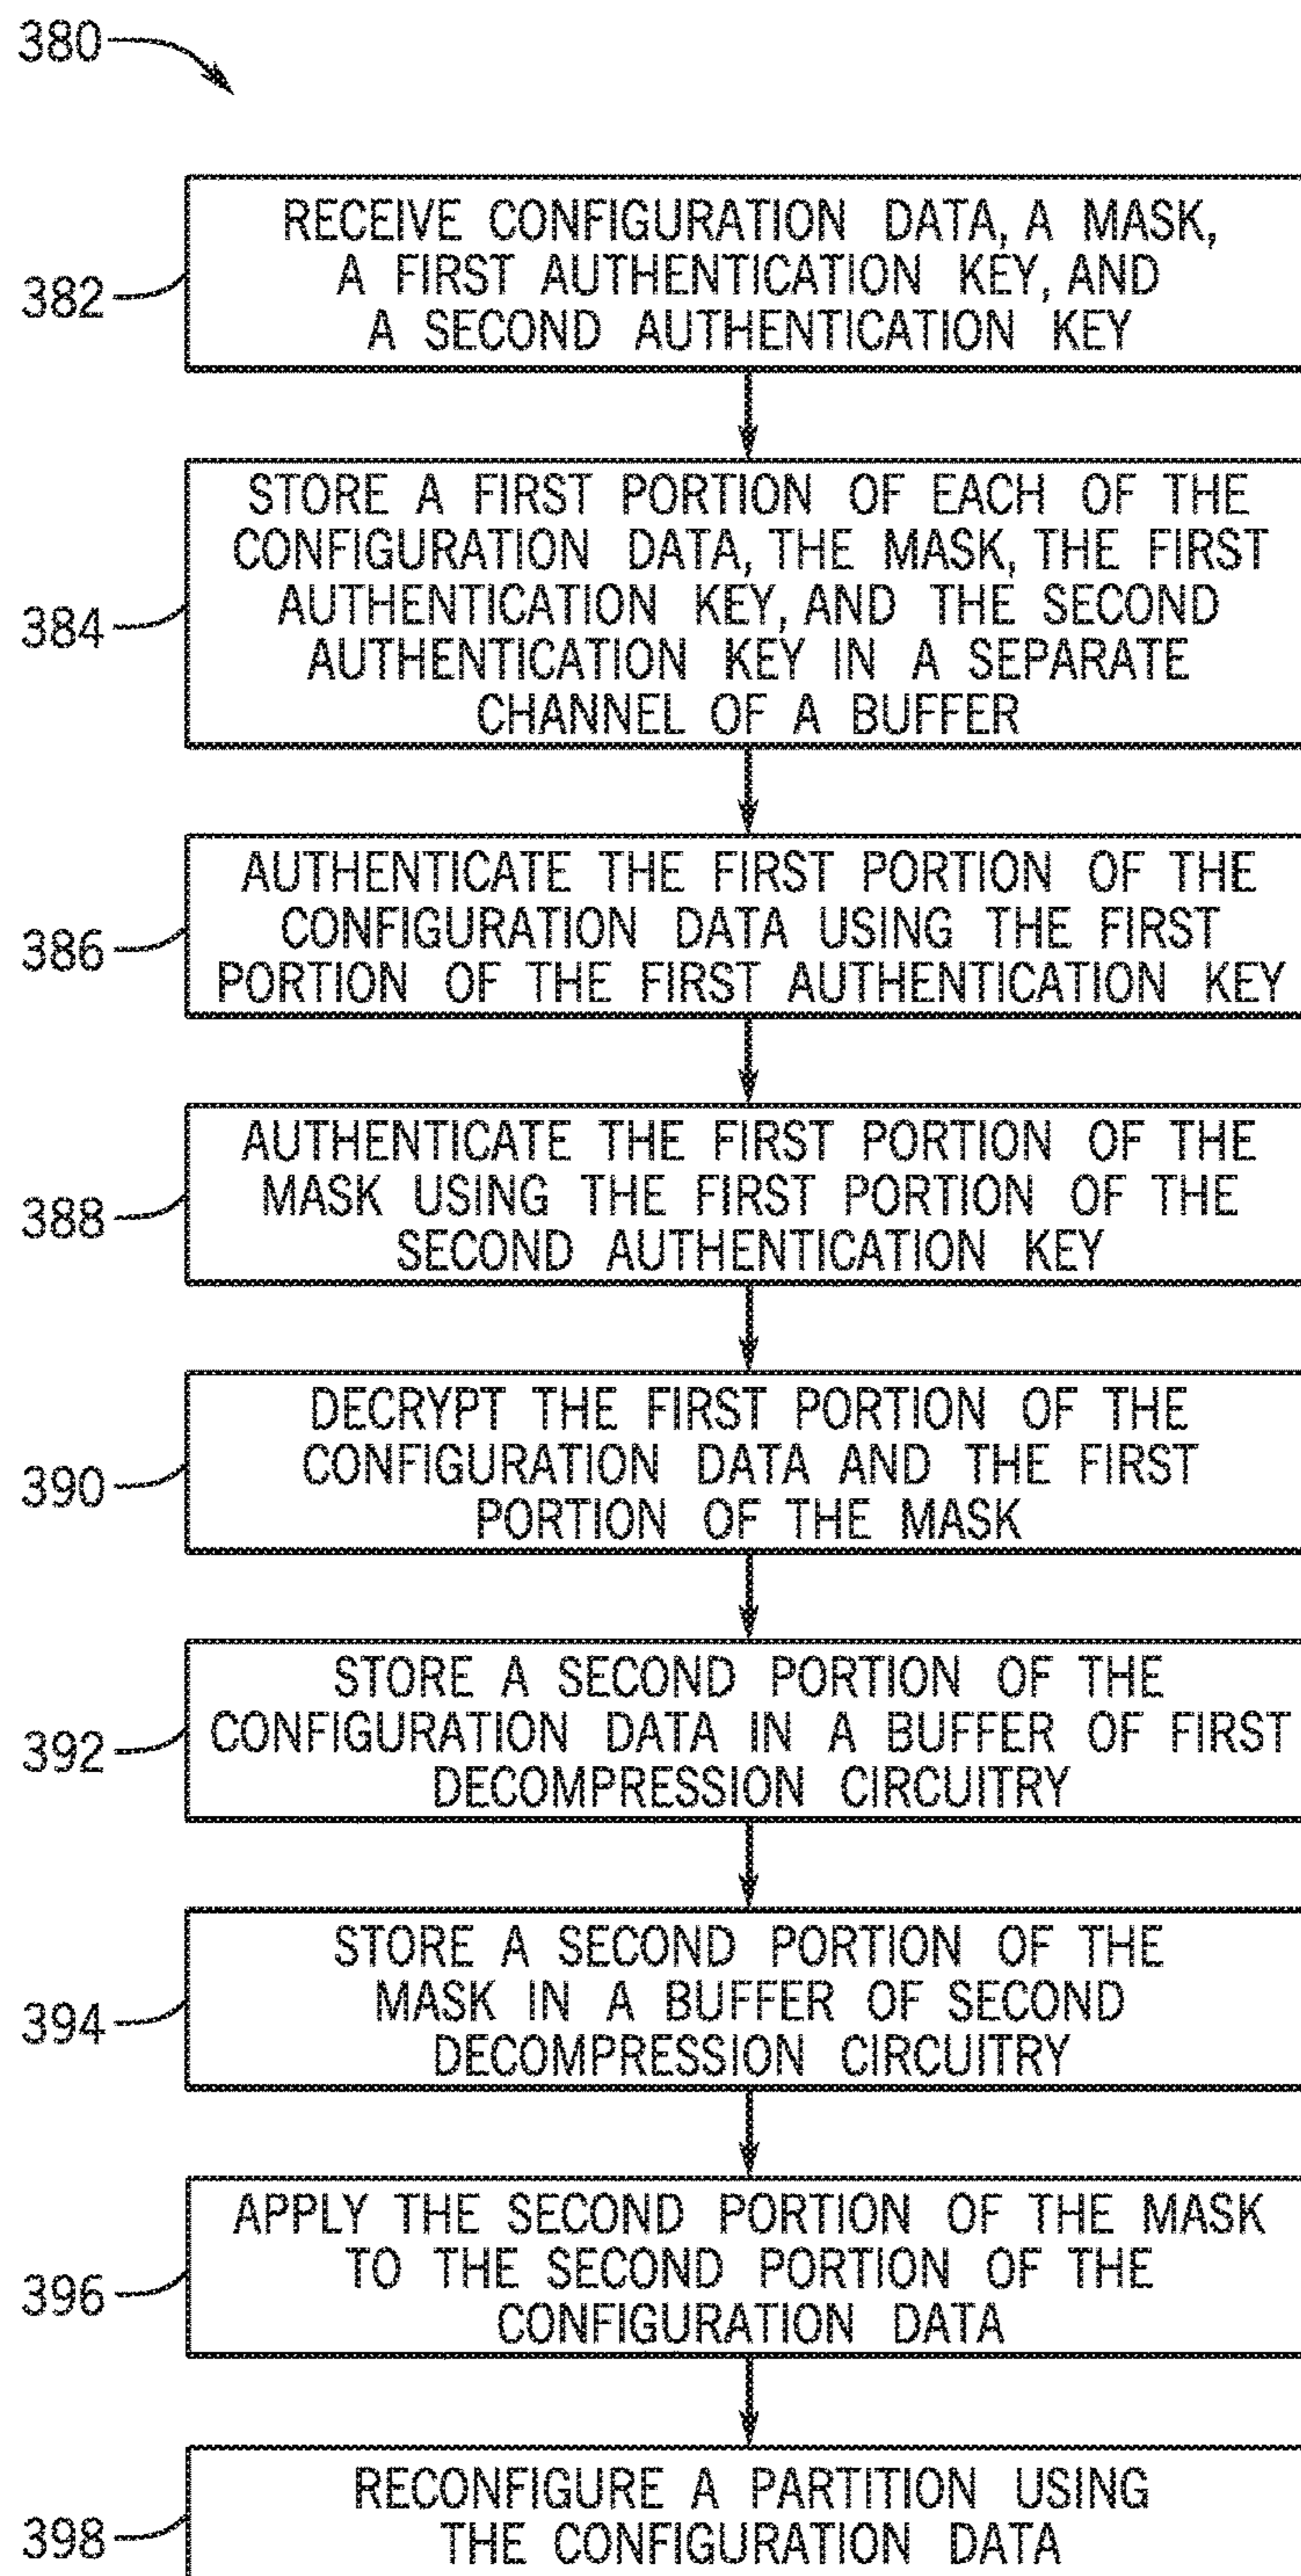 380
382
RECEIVE CONFIGURATION DATA, A MASK,
A FIRST AUTHENTICATION KEY, AND
A SECOND AUTHENTICATION KEY
384
STORE A FIRST PORTION OF EACH OF THE
CONFIGURATION DATA, THE MASK, THE FIRST
AUTHENTICATION KEY, AND THE SECOND
AUTHENTICATION KEY IN A SEPARATE
CHANNEL OF A BUFFER
386
AUTHENTICATE THE FIRST PORTION OF THE
CONFIGURATION DATA USING THE FIRST
PORTION OF THE FIRST AUTHENTICATION KEY
388
AUTHENTICATE THE FIRST PORTION OF THE
MASK USING THE FIRST PORTION OF THE
SECOND AUTHENTICATION KEY
390
DECRYPT THE FIRST PORTION OF THE
CONFIGURATION DATA AND THE FIRST
PORTION OF THE MASK
392
STORE A SECOND PORTION OF THE
CONFIGURATION DATA IN A BUFFER OF FIRST
DECOMPRESSION CIRCUITRY
394
STORE A SECOND PORTION OF THE
MASK IN A BUFFER OF SECOND
DECOMPRESSION CIRCUITRY
396
APPLY THE SECOND PORTION OF THE MASK
TO THE SECOND PORTION OF THE
CONFIGURATION DATA
398
RECONFIGURE A PARTITION USING
THE CONFIGURATION DATA